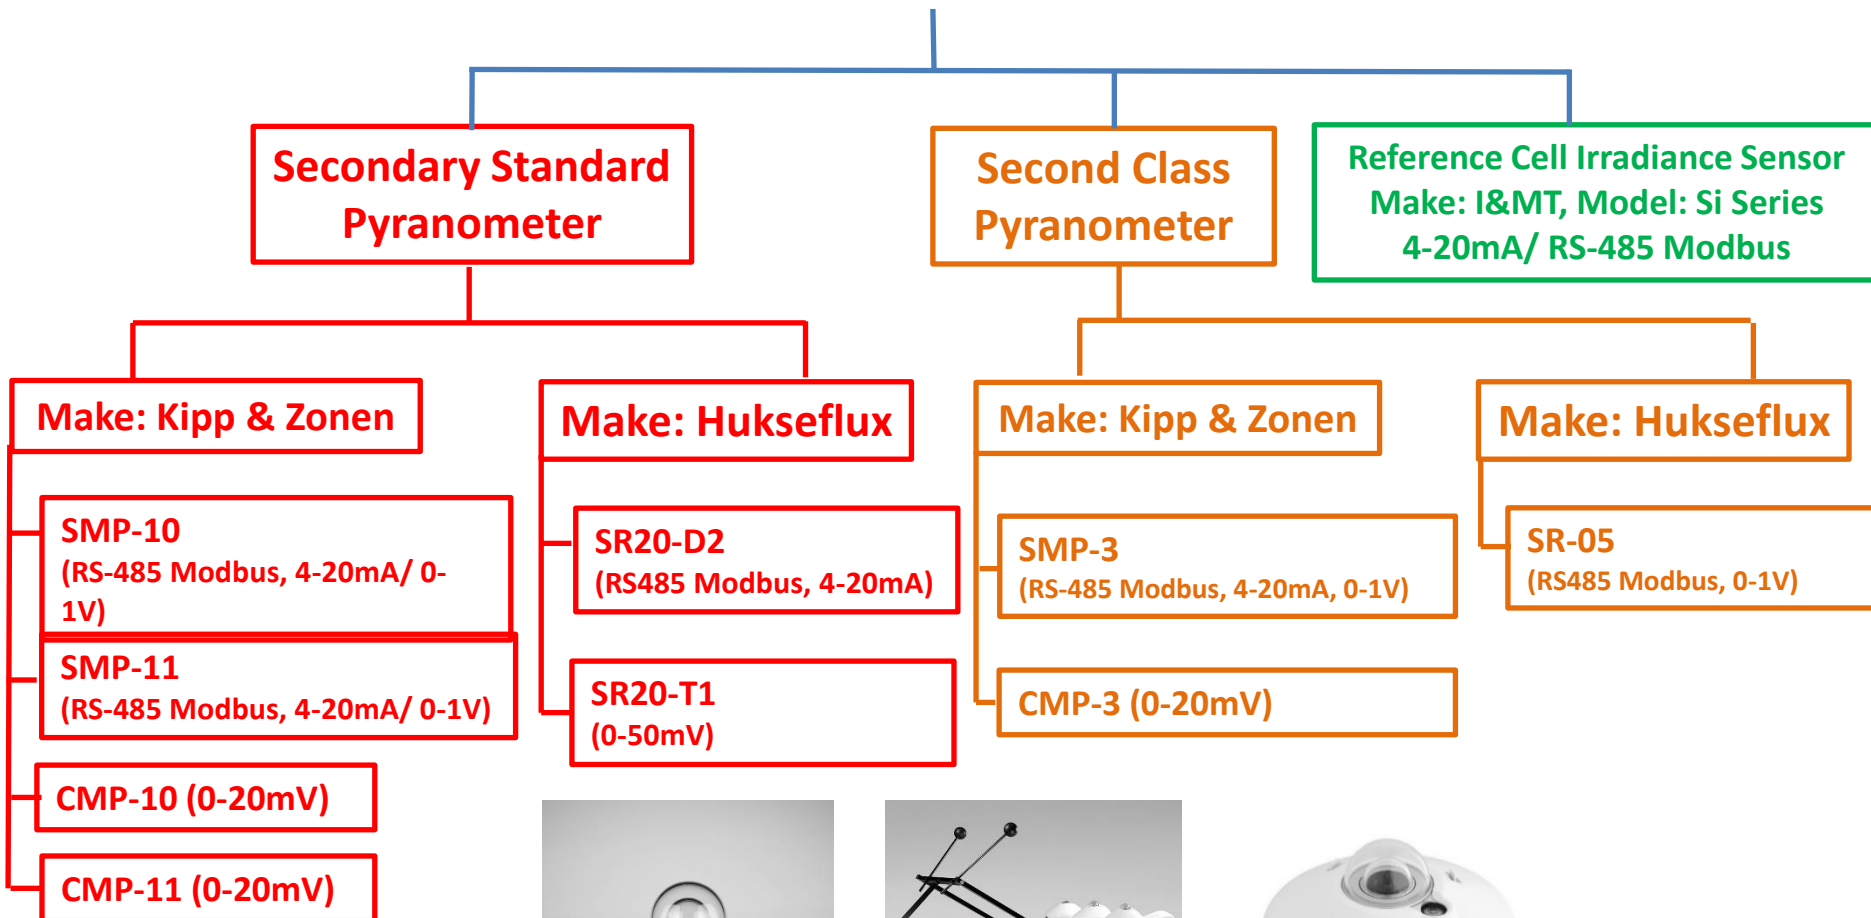 Secondary Standard
Pyranometer
Second Class
Pyranometer
Reference Cell Irradiance Sensor
Make: I&MT, Model: Si Series
4-20mA/ RS-485 Modbus
Make: Kipp & Zonen
SMP-10
(RS-485 Modbus, 4-20mA/ 0-
1V)
SMP-11
(RS-485 Modbus, 4-20mA/ 0-1V)
CMP-10 (0-20mV)
CMP-11 (0-20mV)
Make: Hukseflux
SR20-D2
(RS485 Modbus, 4-20mA)
SR20-T1
(0-50mV)
Make: Kipp & Zonen
SMP-3
(RS-485 Modbus, 4-20mA, 0-1V)
CMP-3 (0-20mV)
Make: Hukseflux
SR-05
(RS485 Modbus, 0-1V)